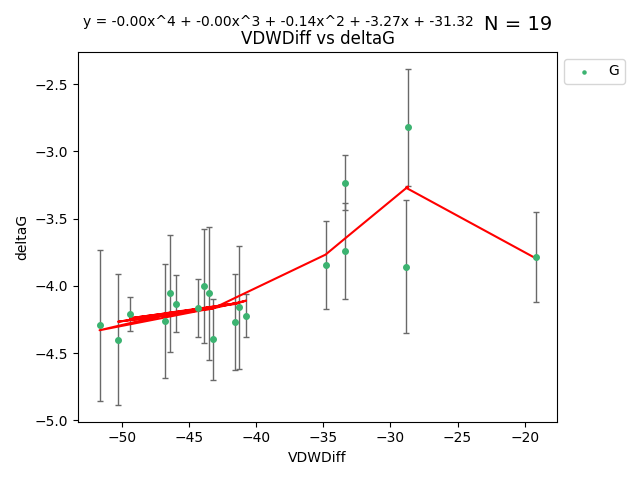 y = -0.00x^4 + -0.00x^3 + -0.14x^2 + -3.27x + -31.32 N = 19
VDWDiff vs deltaG
G
−2.5
−3.0
−3.5
−4.0
−4.5
−5.0
deltaG
−50 −45 −40 −35 −30 −25 −20
VDWDiff